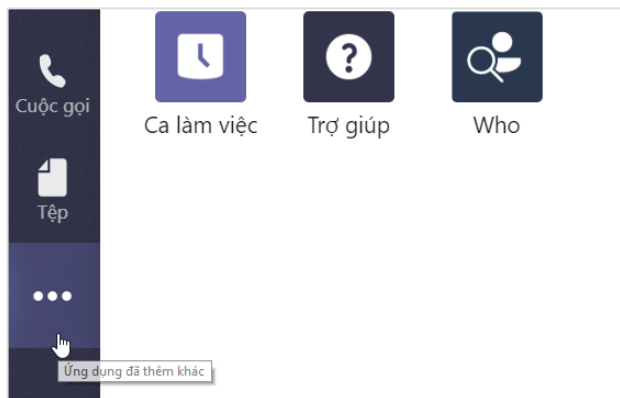 Cuộc gọi
Tệp
Ca làm việc
Trợ giúp
Who
Ứng dụng đã thêm khác